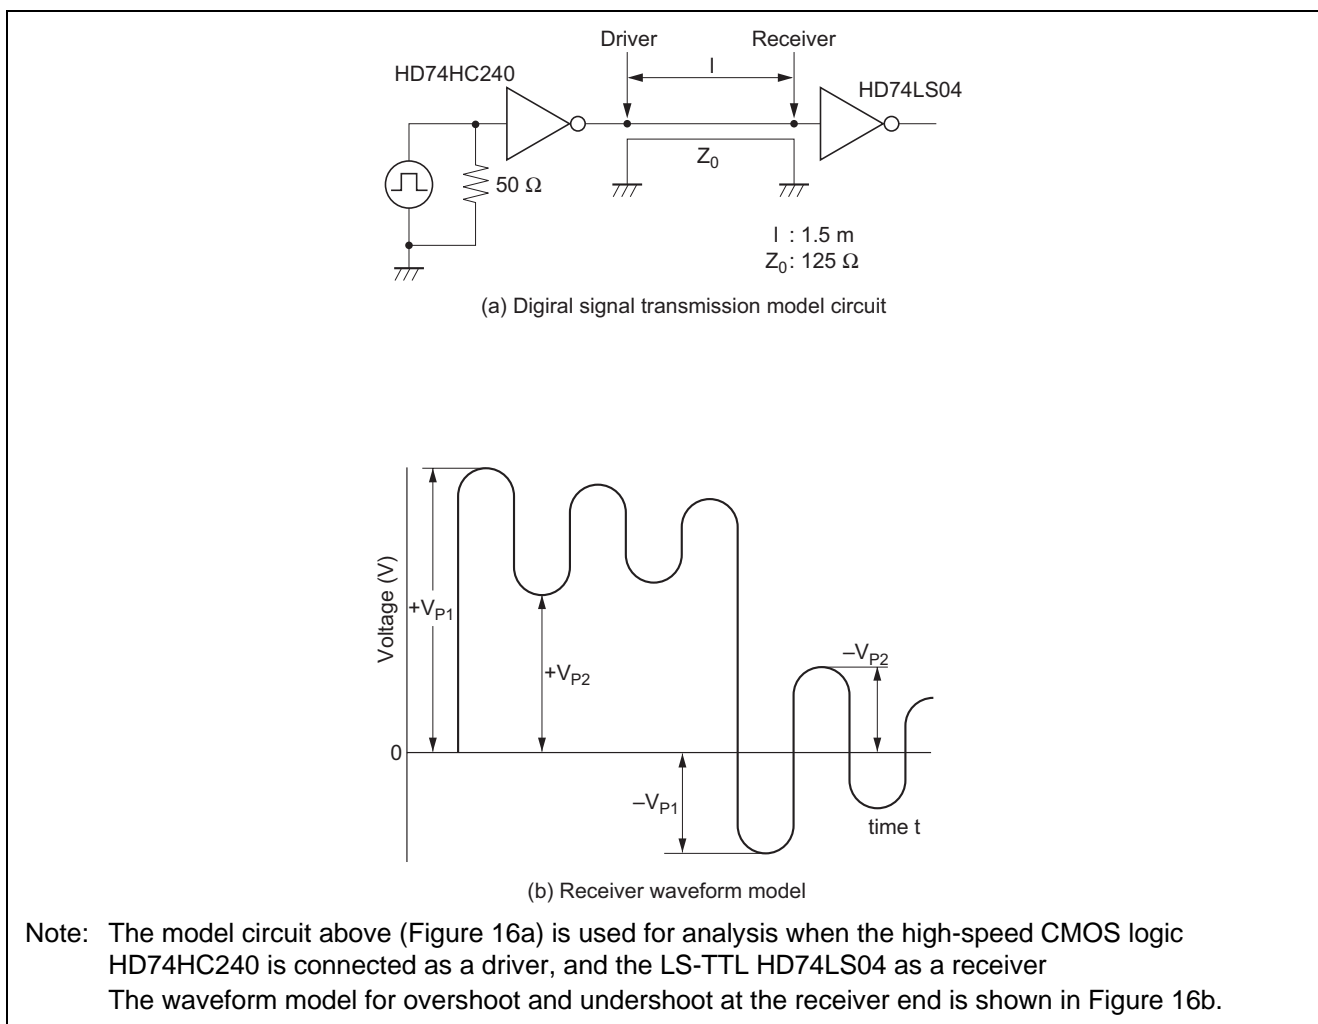 Driver
Receiver
l
HD74HC240
HD74LS04
Z0
50 Ω
l : 1.5 m
Z0: 125 Ω
(a) Digiral signal transmission model circuit
Voltage (V)
+VP1
+VP2
–VP2
0
–VP1
time t
(b) Receiver waveform model
Note: The model circuit above (Figure 16a) is used for analysis when the high-speed CMOS logic
HD74HC240 is connected as a driver, and the LS-TTL HD74LS04 as a receiver
The waveform model for overshoot and undershoot at the receiver end is shown in Figure 16b.